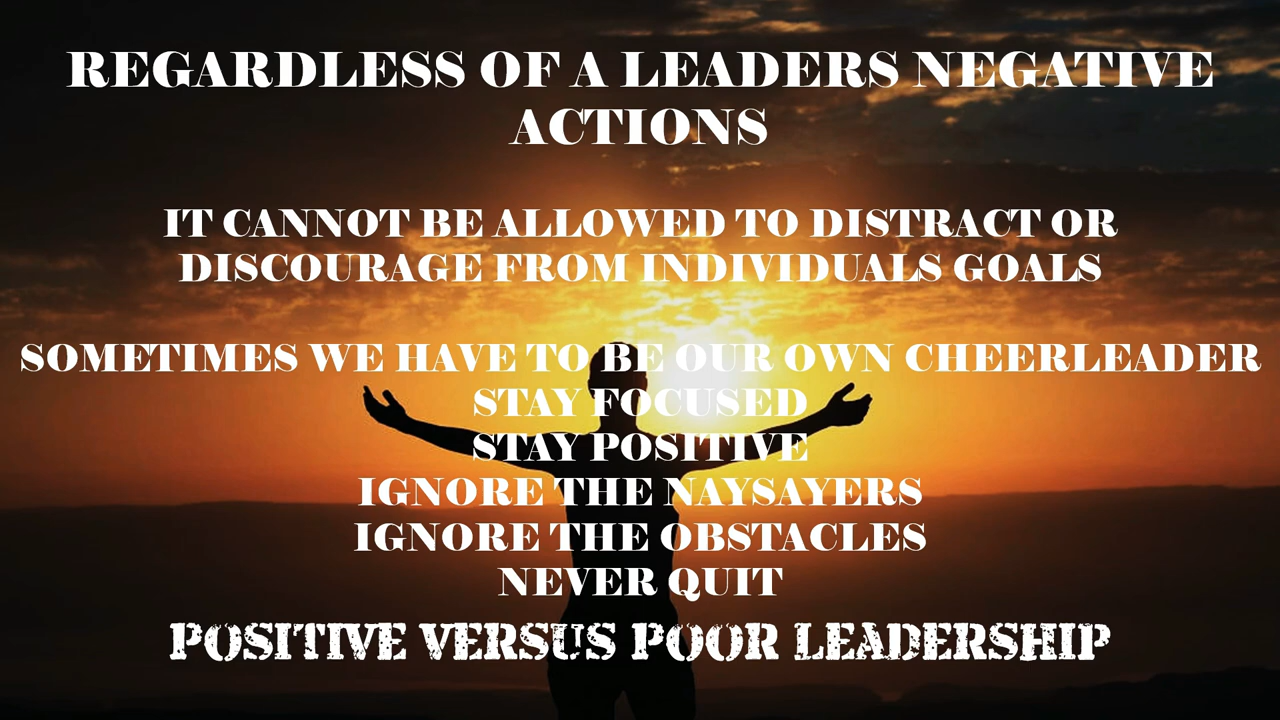 REGARDLESS OF A LEADERS NEGATIVE
ACTIONS
IT CANNOT BE ALLOWED TO DISTRACT OR
DISCOURAGE FROM INDIVIDUALS GOALS
SOMETIMES WE HAVE TO BE OUR OWN CHEERLEADER
STAY FOCUSED
STAY POSITIVE
IGNORE THE NAYSAYERS
IGNORE THE OBSTACLES
NEVER QUIT
POSITIVE VERSUS POOR LEADERSHIP